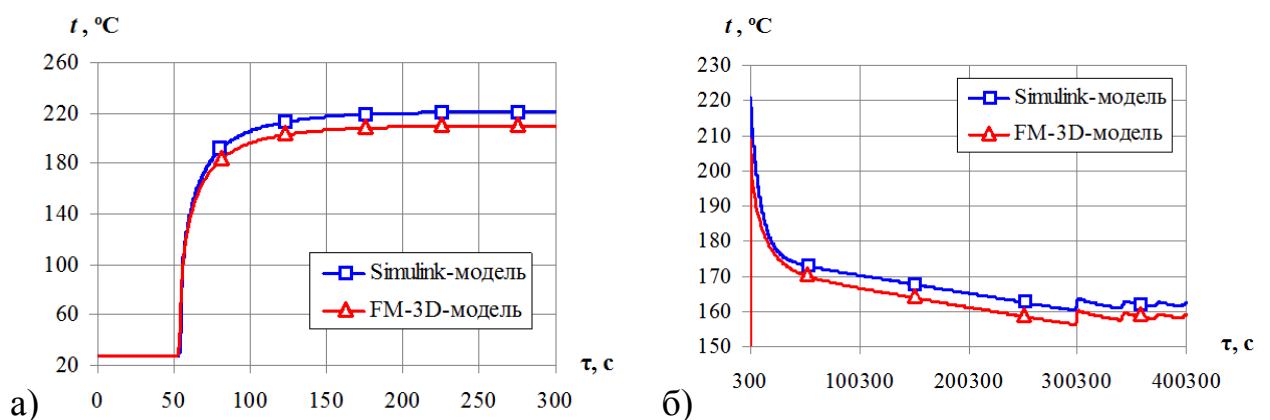 t , ºC
260
220
180
140
100
60
20
0
50
100
150
200
250
300
τ, с
Simulink-модель
FM-3D-модель
а)
t , ºC
230
220
210
200
190
180
170
160
150
300
100300
200300
300300
400300
τ, с
Simulink-модель
FM-3D-модель
б)